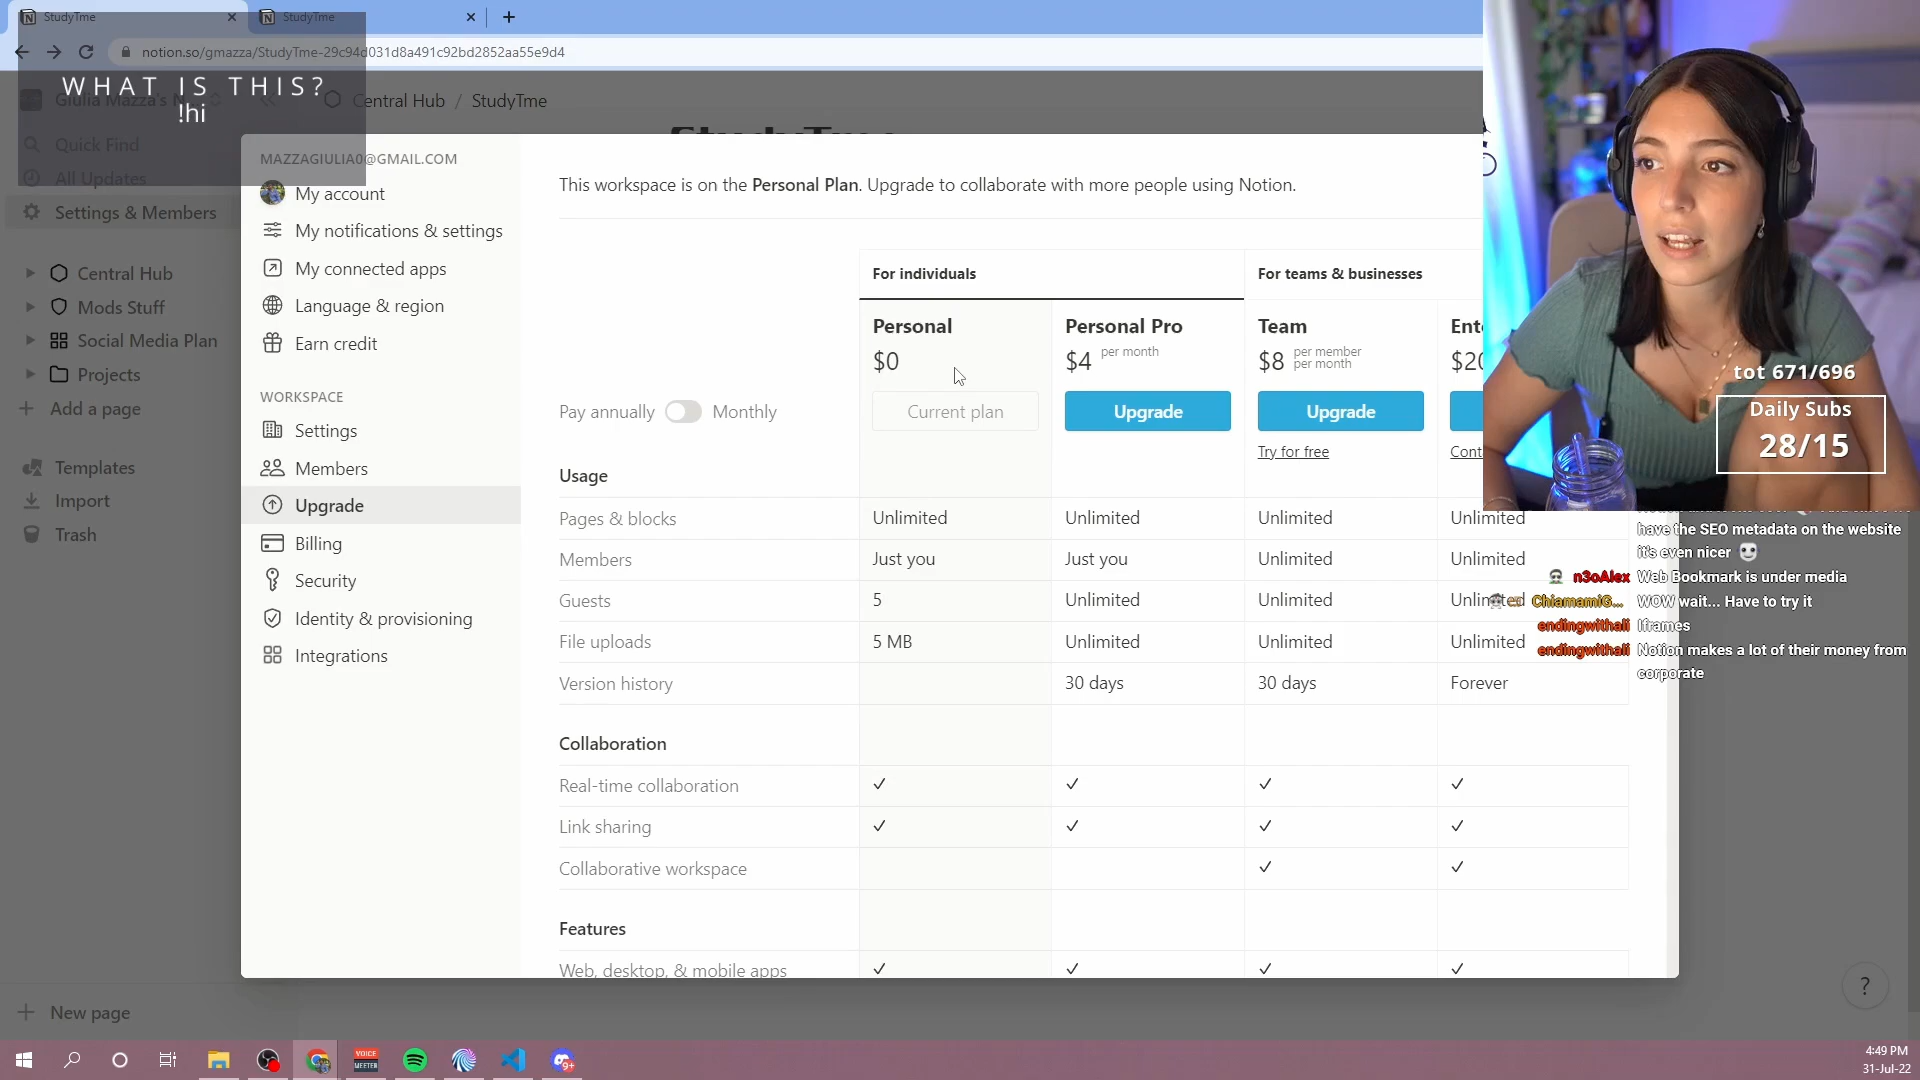 StudyTme
StudyTme
notion.so/gmazza/StudyTme-29c94d031d8a491c92bd2852aa55e9d4
WHAT IS THIS?
!hi
Giulia Mazza's N
Central Hub / StudyTme
StudyTme
Quick Find
All Updates
Settings & Members
Central Hub
Mods Stuff
Social Media Plan
Projects
Add a page
Templates
Import
Trash
New page
MAZZAGIULIA0@GMAIL.COM
My account
My notifications & settings
My connected apps
Language & region
Earn credit
WORKSPACE
Settings
Members
Upgrade
Billing
Security
Identity & provisioning
Integrations
This workspace is on the Personal Plan. Upgrade to collaborate with more people using Notion.
For individuals For teams & businesses
Personal Personal Pro Team
$0 $4 per month $8 per member per month $20
Pay annually Monthly Current plan Upgrade Upgrade
Try for free Cont
Usage
Pages & blocks Unlimited Unlimited Unlimited Unlimited
Members Just you Just you Unlimited Unlimited
Guests 5 Unlimited Unlimited Unlimited
File uploads 5 MB Unlimited Unlimited Unlimited
Version history 30 days 30 days Forever
Collaboration
Real-time collaboration ✓ ✓ ✓ ✓
Link sharing ✓ ✓ ✓ ✓
Collaborative workspace ✓ ✓
Features
Web, desktop, & mobile apps ✓ ✓ ✓ ✓
tot 671/696
Daily Subs
28/15
have the SEO metadata on the website
it's even nicer
n3oAlex Web Bookmark is under media
ChiamamiG... WOW wait... Have to try it
endingwithali Iframes
endingwithali Notion makes a lot of their money from
corporate
?
VOICE
MEETER
9+
4:49 PM
31-Jul-22